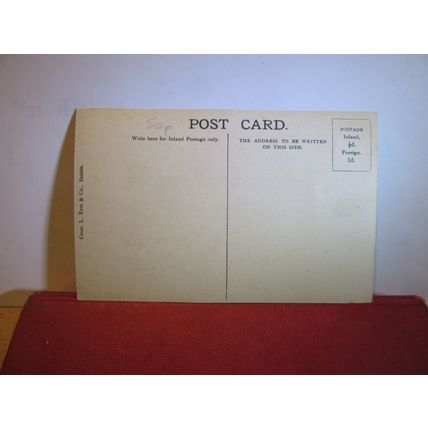 50p
POST CARD.
Write here for Inland Postage only.
THE ADDRESS TO BE WRITTEN
ON THIS SIDE.
POSTAGE
Inland,
½d.
Foreign.
1d.
Chas. L. Reis & Co., Dublin.